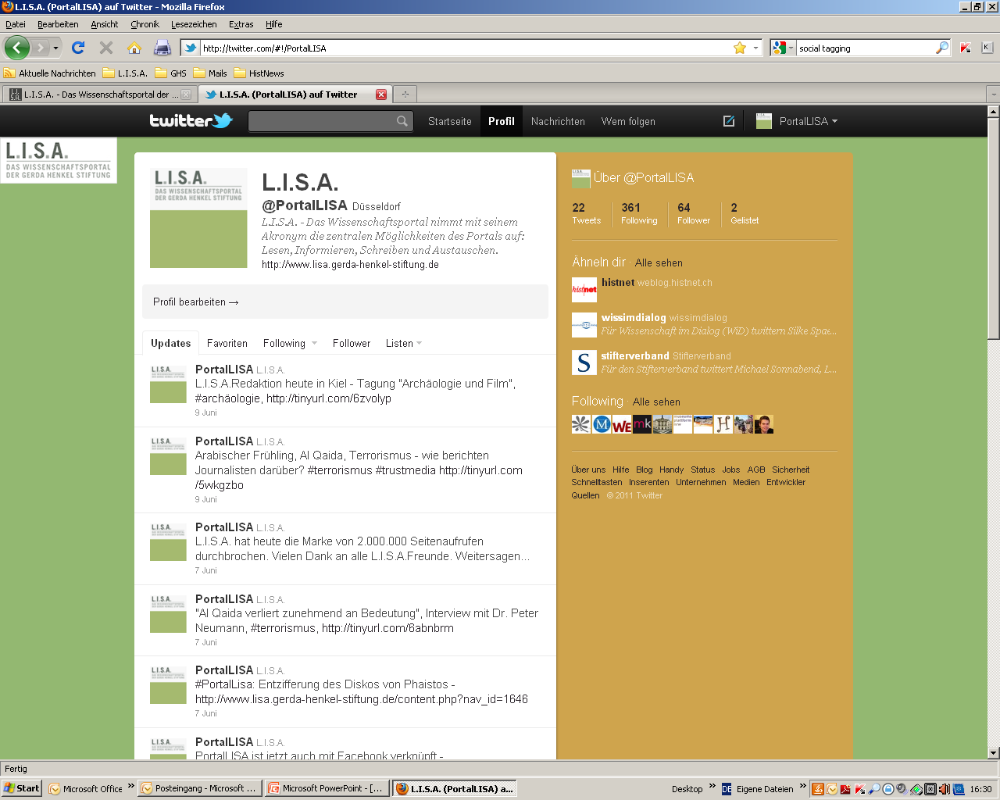 L.I.S.A. (PortalLISA) auf Twitter - Mozilla Firefox
Datei Bearbeiten Ansicht Chronik Lesezeichen Extras Hilfe
http://twitter.com/#!/PortalLISA
social tagging
Aktuelle Nachrichten L.I.S.A. GHS Mails HistNews
L.I.S.A. - Das Wissenschaftsportal der ...
L.I.S.A. (PortalLISA) auf Twitter
twitter Startseite Profil Nachrichten Wem folgen PortalLISA
L.I.S.A.
DAS WISSENSCHAFTSPORTAL
DER GERDA HENKEL STIFTUNG
L.I.S.A.
DAS WISSENSCHAFTSPORTAL
DER GERDA HENKEL STIFTUNG
L.I.S.A.
@PortalLISA Düsseldorf
L.I.S.A. - Das Wissenschaftsportal nimmt mit seinem
Akronym die zentralen Möglichkeiten des Portals auf:
Lesen, Informieren, Schreiben und Austauschen.
http://www.lisa.gerda-henkel-stiftung.de
Profil bearbeiten →
Updates Favoriten Following Follower Listen
L.I.S.A.
PortalLISA L.I.S.A.
L.I.S.A.Redaktion heute in Kiel - Tagung "Archäologie und Film",
#archäologie, http://tinyurl.com/6zvolyp
9 Juni
L.I.S.A.
PortalLISA L.I.S.A.
Arabischer Frühling, Al Qaida, Terrorismus - wie berichten
Journalisten darüber? #terrorismus #trustmedia http://tinyurl.com
/5wkgzbo
9 Juni
L.I.S.A.
PortalLISA L.I.S.A.
L.I.S.A. hat heute die Marke von 2.000.000 Seitenaufrufen
durchbrochen. Vielen Dank an alle L.I.S.A.Freunde. Weitersagen...
7 Juni
L.I.S.A.
PortalLISA L.I.S.A.
"Al Qaida verliert zunehmend an Bedeutung", Interview mit Dr. Peter
Neumann, #terrorismus, http://tinyurl.com/6abnbrm
7 Juni
L.I.S.A.
PortalLISA L.I.S.A.
#PortalLisa: Entzifferung des Diskos von Phaistos -
http://www.lisa.gerda-henkel-stiftung.de/content.php?nav_id=1646
7 Juni
L.I.S.A.
PortalLISA L.I.S.A.
PortalLISA ist jetzt auch mit Facebook verknüpft -
Über @PortalLISA
22 361 64 2
Tweets Following Follower Gelistet
Ähneln dir · Alle sehen
histnet
histnet weblog.histnet.ch
wissimdialog wissimdialog
Für Wissenschaft im Dialog (WiD) twittern Silke Spae...
S
stifterverband Stifterverband
Für den Stifterverband twittert Michael Sonnabend, L...
Following · Alle sehen
M WE mk H
Über uns Hilfe Blog Handy Status Jobs AGB Sicherheit
Schnelltasten Inserenten Unternehmen Medien Entwickler
Quellen © 2011 Twitter
Fertig
Start Microsoft Office » Posteingang - Microsoft ... Microsoft PowerPoint - [... L.I.S.A. (PortalLISA) a... Desktop » DE Eigene Dateien » 16:30